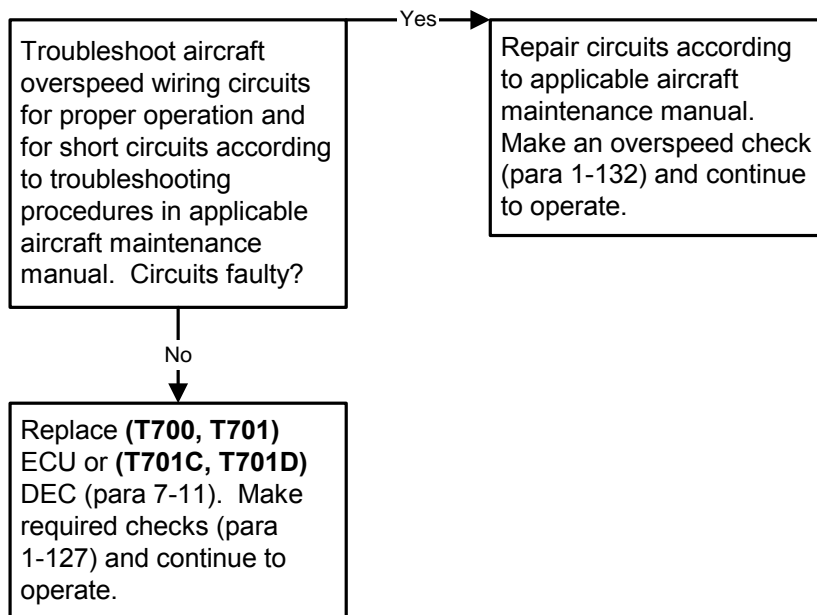 Troubleshoot aircraft
overspeed wiring circuits
for proper operation and
for short circuits according
to troubleshooting
procedures in applicable
aircraft maintenance
manual.  Circuits faulty?
Yes
Repair circuits according
to applicable aircraft
maintenance manual.
Make an overspeed check
(para 1-132) and continue
to operate.
No
Replace (T700, T701)
ECU or (T701C, T701D)
DEC (para 7-11).  Make
required checks (para
1-127) and continue to
operate.